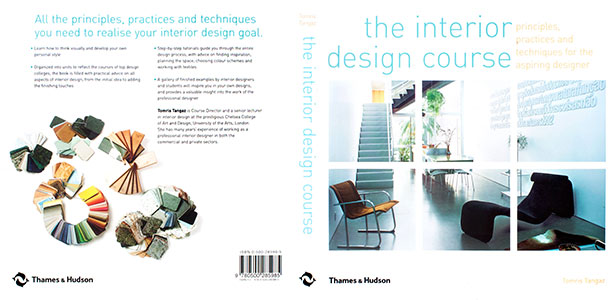 All the principles, practices and techniques
you need to realise your interior design goal.
Learn how to think visually and develop your own
personal style
Organized into units to reflect the courses of top design
colleges, the book is filled with practical advice on all
aspects of interior design, from the initial idea to adding
the finishing touches
Step-by-step tutorials guide you through the entire
design process, with advice on finding inspiration,
planning the space, choosing colour schemes and
working with textiles
A gallery of finished examples by interior designers
and students will inspire you in your own designs,
and provides a valuable insight into the work of the
professional designer
Tomris Tangaz is Course Director and a senior lecturer
in interior design at the prestigious Chelsea College
of Art and Design, University of the Arts, London.
She has many years experience of working as a
professional interior designer in both the
commercial and private sectors.
Thames & Hudson
9 780500 285985
Tomris
Tangaz
the interior design course
Thames & Hudson
the interior
design course
principles,
practices and
techniques for the
aspiring designer
Tomris Tangaz